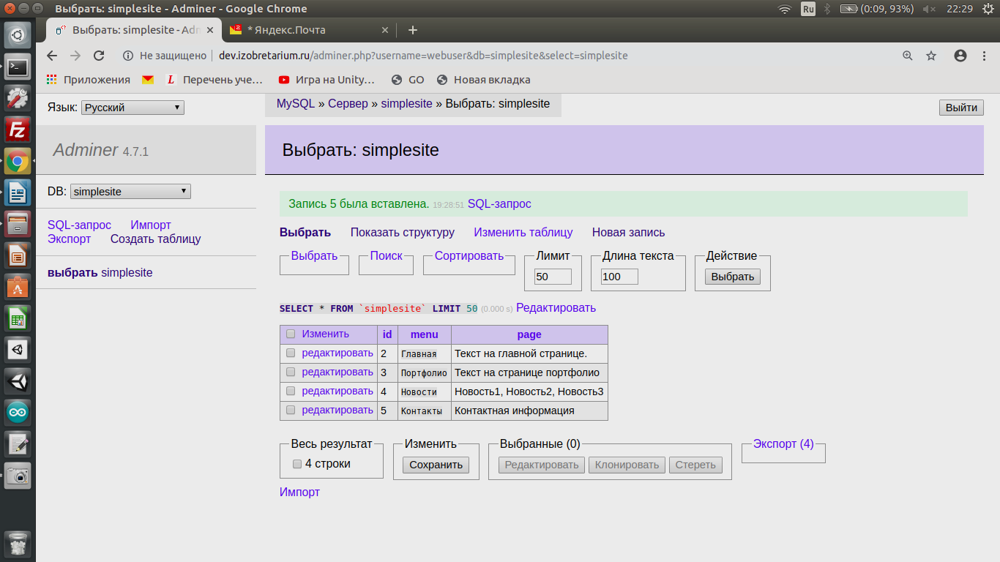 Выбрать: simplesite - Adminer - Google Chrome
Ru
(0:09, 93%)
22:29
Выбрать: simplesite - Adm
* Яндекс.Почта
Не защищено
dev.izobretarium.ru/adminer.php?username=webuser&db=simplesite&select=simplesite
Приложения
Перечень уче…
Игра на Unity…
GO
Новая вкладка
Язык: Русский
MySQL » Сервер » simplesite » Выбрать: simplesite
Выйти
Adminer 4.7.1
Выбрать: simplesite
DB: simplesite
SQL-запрос Импорт
Экспорт Создать таблицу
выбрать simplesite
Запись 5 была вставлена. 19:28:51 SQL-запрос
Выбрать Показать структуру Изменить таблицу Новая запись
Выбрать Поиск Сортировать Лимит Длина текста Действие
50 100 Выбрать
SELECT * FROM `simplesite` LIMIT 50 (0.000 s) Редактировать
Изменить id menu page
редактировать 2 Главная Текст на главной странице.
редактировать 3 Портфолио Текст на странице портфолио
редактировать 4 Новости Новость1, Новость2, Новость3
редактировать 5 Контакты Контактная информация
Весь результат Изменить Выбранные (0) Экспорт (4)
4 строки Сохранить Редактировать Клонировать Стереть
Импорт